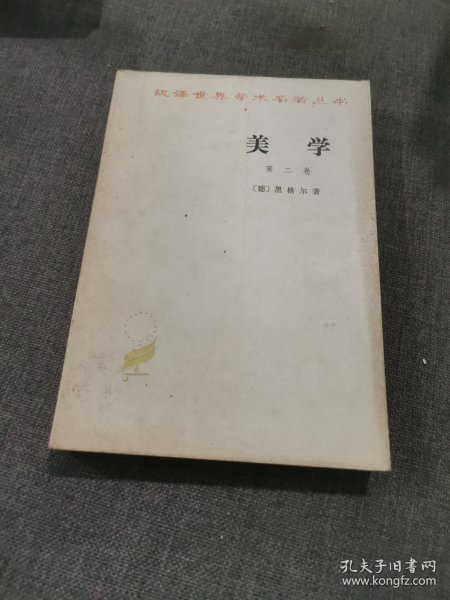 汉译世界学术名著丛书
美学
第二卷
〔德〕黑格尔著
孔夫子旧书网
www.kongfz.com